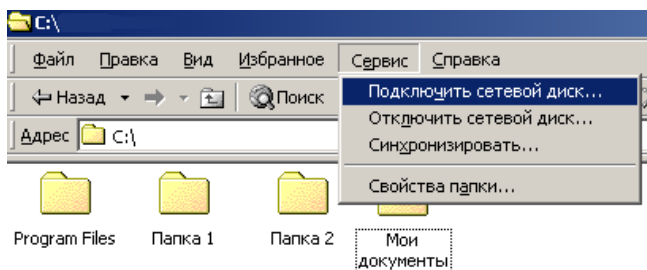 C:\
Файл Правка Вид Избранное Сервис Справка
Назад Поиск
Адрес C:\
Подключить сетевой диск...
Отключить сетевой диск...
Синхронизировать...
Свойства папки...
Program Files Папка 1 Папка 2 Мои
документы